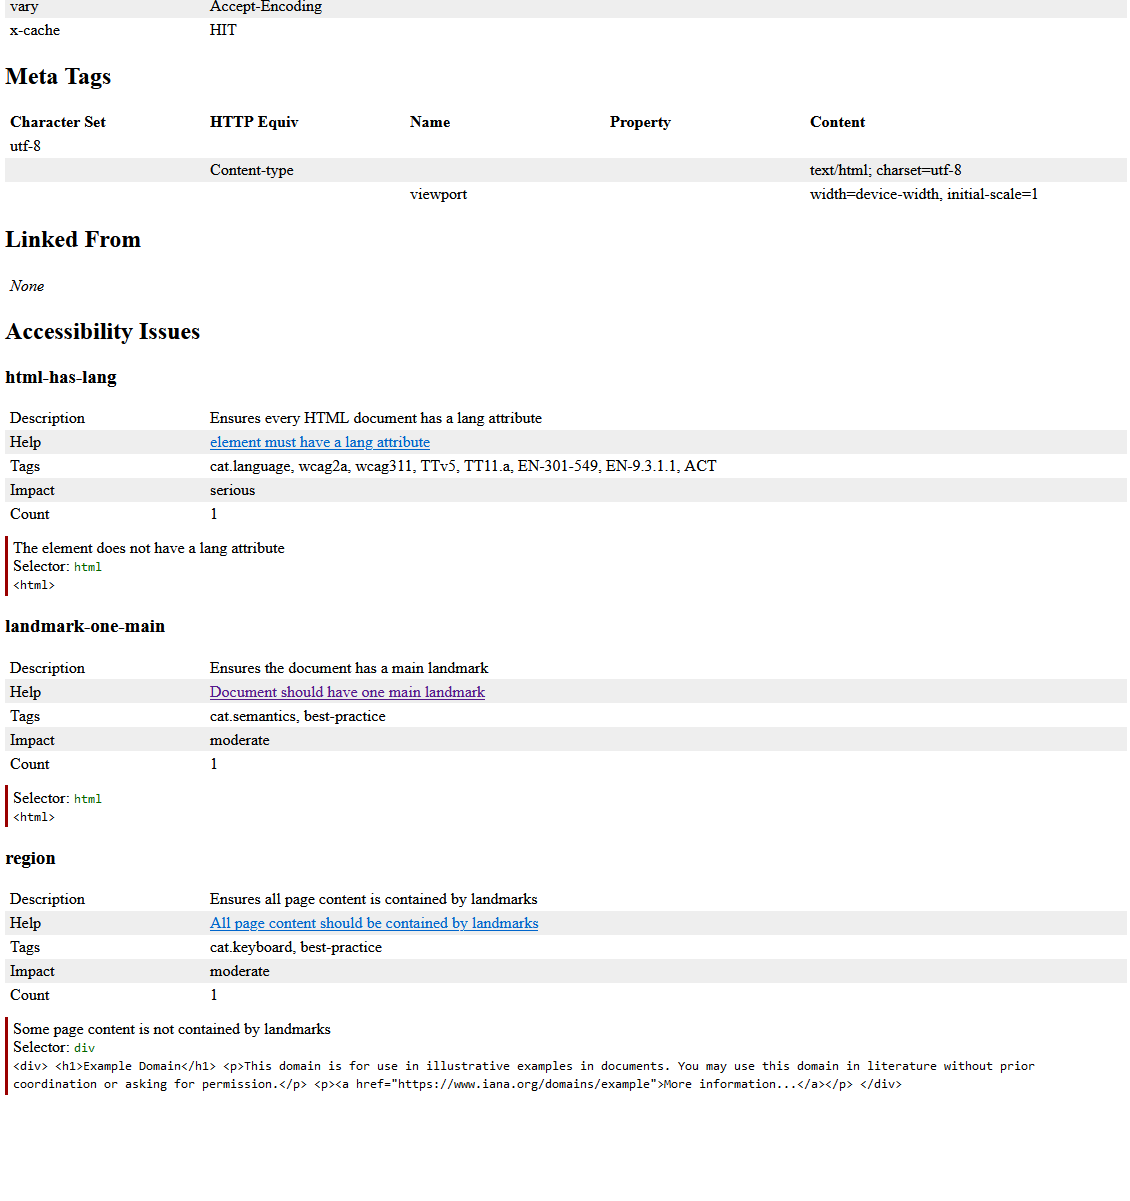 vary Accept-Encoding
x-cache HIT
Meta Tags
Character Set HTTP Equiv Name Property Content
utf-8
Content-type text/html; charset=utf-8
viewport width=device-width, initial-scale=1
Linked From
None
Accessibility Issues
html-has-lang
Description Ensures every HTML document has a lang attribute
Help element must have a lang attribute
Tags cat.language, wcag2a, wcag311, TTv5, TT11.a, EN-301-549, EN-9.3.1.1, ACT
Impact serious
Count 1
The element does not have a lang attribute
Selector: html
<html>
landmark-one-main
Description Ensures the document has a main landmark
Help Document should have one main landmark
Tags cat.semantics, best-practice
Impact moderate
Count 1
Selector: html
<html>
region
Description Ensures all page content is contained by landmarks
Help All page content should be contained by landmarks
Tags cat.keyboard, best-practice
Impact moderate
Count 1
Some page content is not contained by landmarks
Selector: div
<div> <h1>Example Domain</h1> <p>This domain is for use in illustrative examples in documents. You may use this domain in literature without prior
coordination or asking for permission.</p> <p><a href="https://www.iana.org/domains/example">More information...</a></p> </div>